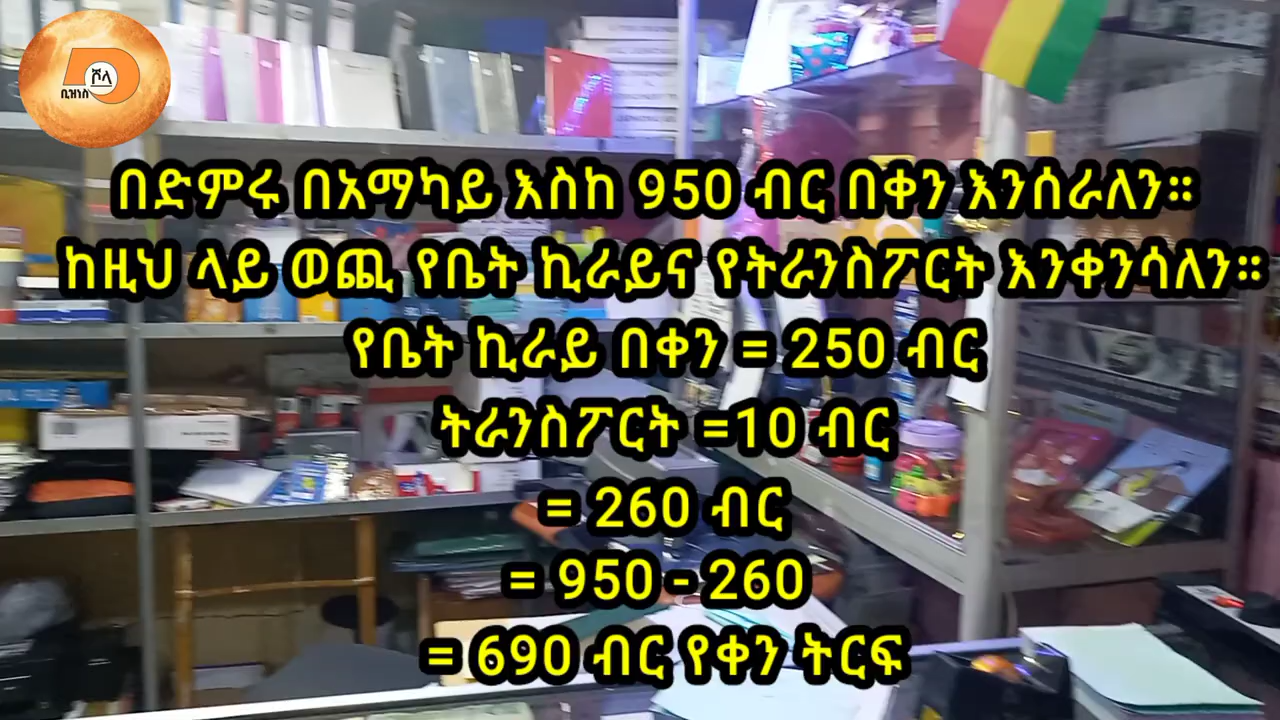 ሾላ
ቢዝነስ
በድምሩ በአማካይ እስከ 950 ብር በቀን እንሰራለን።
ከዚህ ላይ ወጪ የቤት ኪራይና የትራንስፖርት እንቀንሳለን።
የቤት ኪራይ በቀን = 250 ብር
ትራንስፖርት =10 ብር
= 260 ብር
= 950 - 260
= 690 ብር የቀን ትርፍ